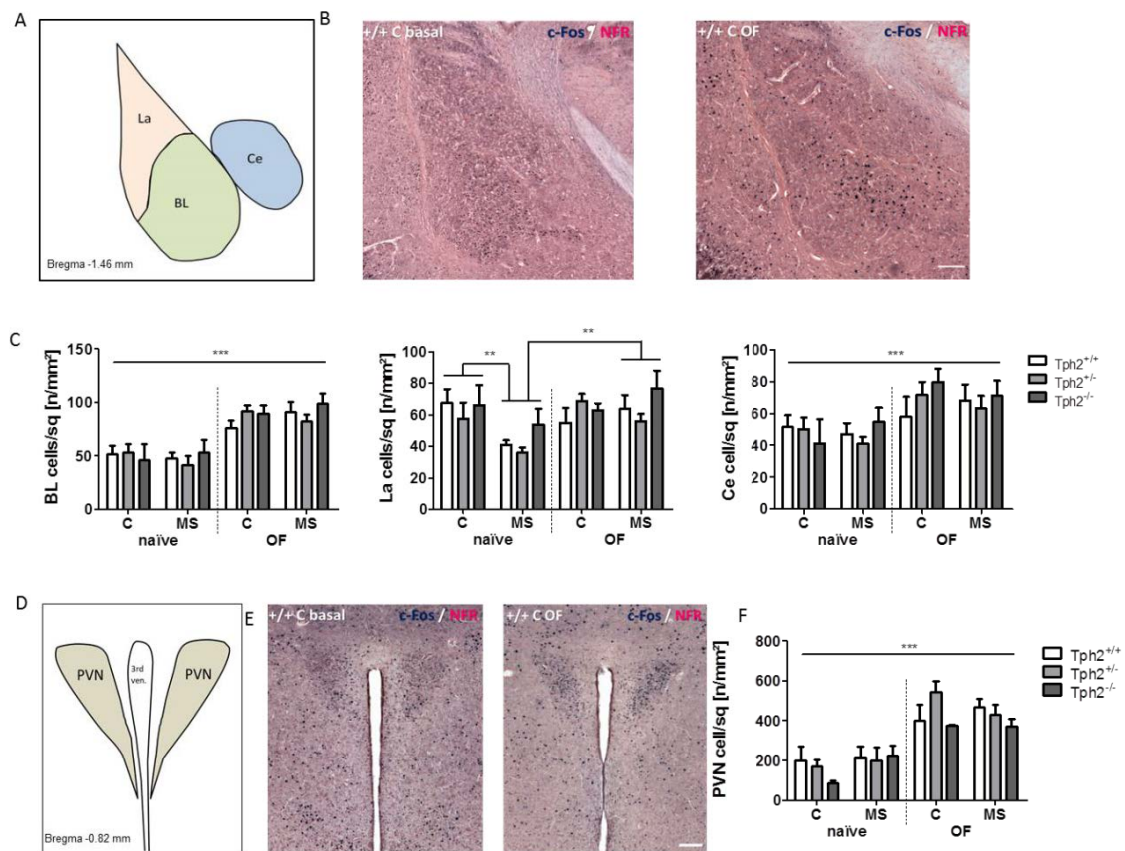 A
La
BL
Ce
Bregma -1.46 mm
B
+/+ C basal
c-Fos / NFR
+/+ C OF
c-Fos / NFR
C
BL cells/sq [n/mm²]
150
100
50
0
***
C MS C MS
naïve OF
La cells/sq [n/mm²]
100
80
60
40
20
0
**
**
C MS C MS
naïve OF
Ce cell/sq [n/mm²]
100
80
60
40
20
0
***
C MS C MS
naïve OF
Tph2+/+
Tph2+/-
Tph2-/-
D
PVN
3rd
ven.
PVN
Bregma -0.82 mm
E
+/+ C basal
c-Fos / NFR
+/+ C OF
c-Fos / NFR
F
PVN cell/sq [n/mm²]
800
600
400
200
0
***
C MS C MS
naïve OF
Tph2+/+
Tph2+/-
Tph2-/-